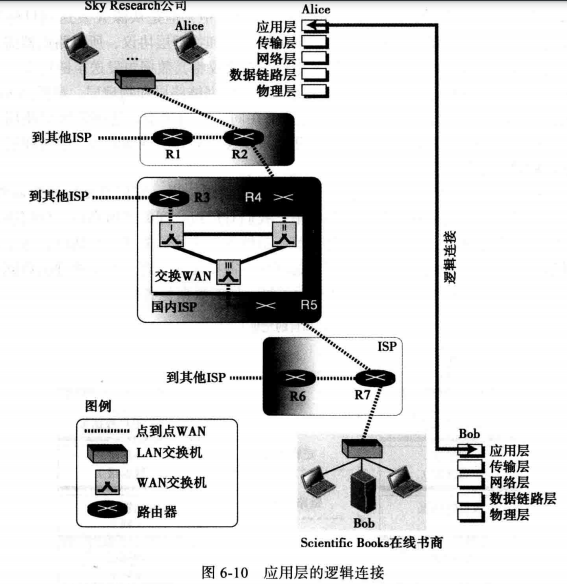 Sky Research公司
Alice
Alice
应用层
传输层
网络层
数据链路层
物理层
...
到其他ISP
R1
R2
到其他ISP
R3
R4
I
II
III
交换WAN
国内ISP
R5
逻辑连接
ISP
到其他ISP
R6
R7
图例
点到点WAN
LAN交换机
WAN交换机
路由器
Bob
应用层
传输层
网络层
数据链路层
物理层
Bob
Scientific Books在线书商
图 6-10 应用层的逻辑连接